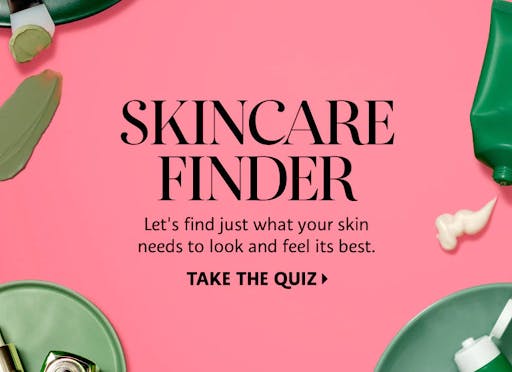 SKINCARE
FINDER
Let's find just what your skin
needs to look and feel its best.
TAKE THE QUIZ